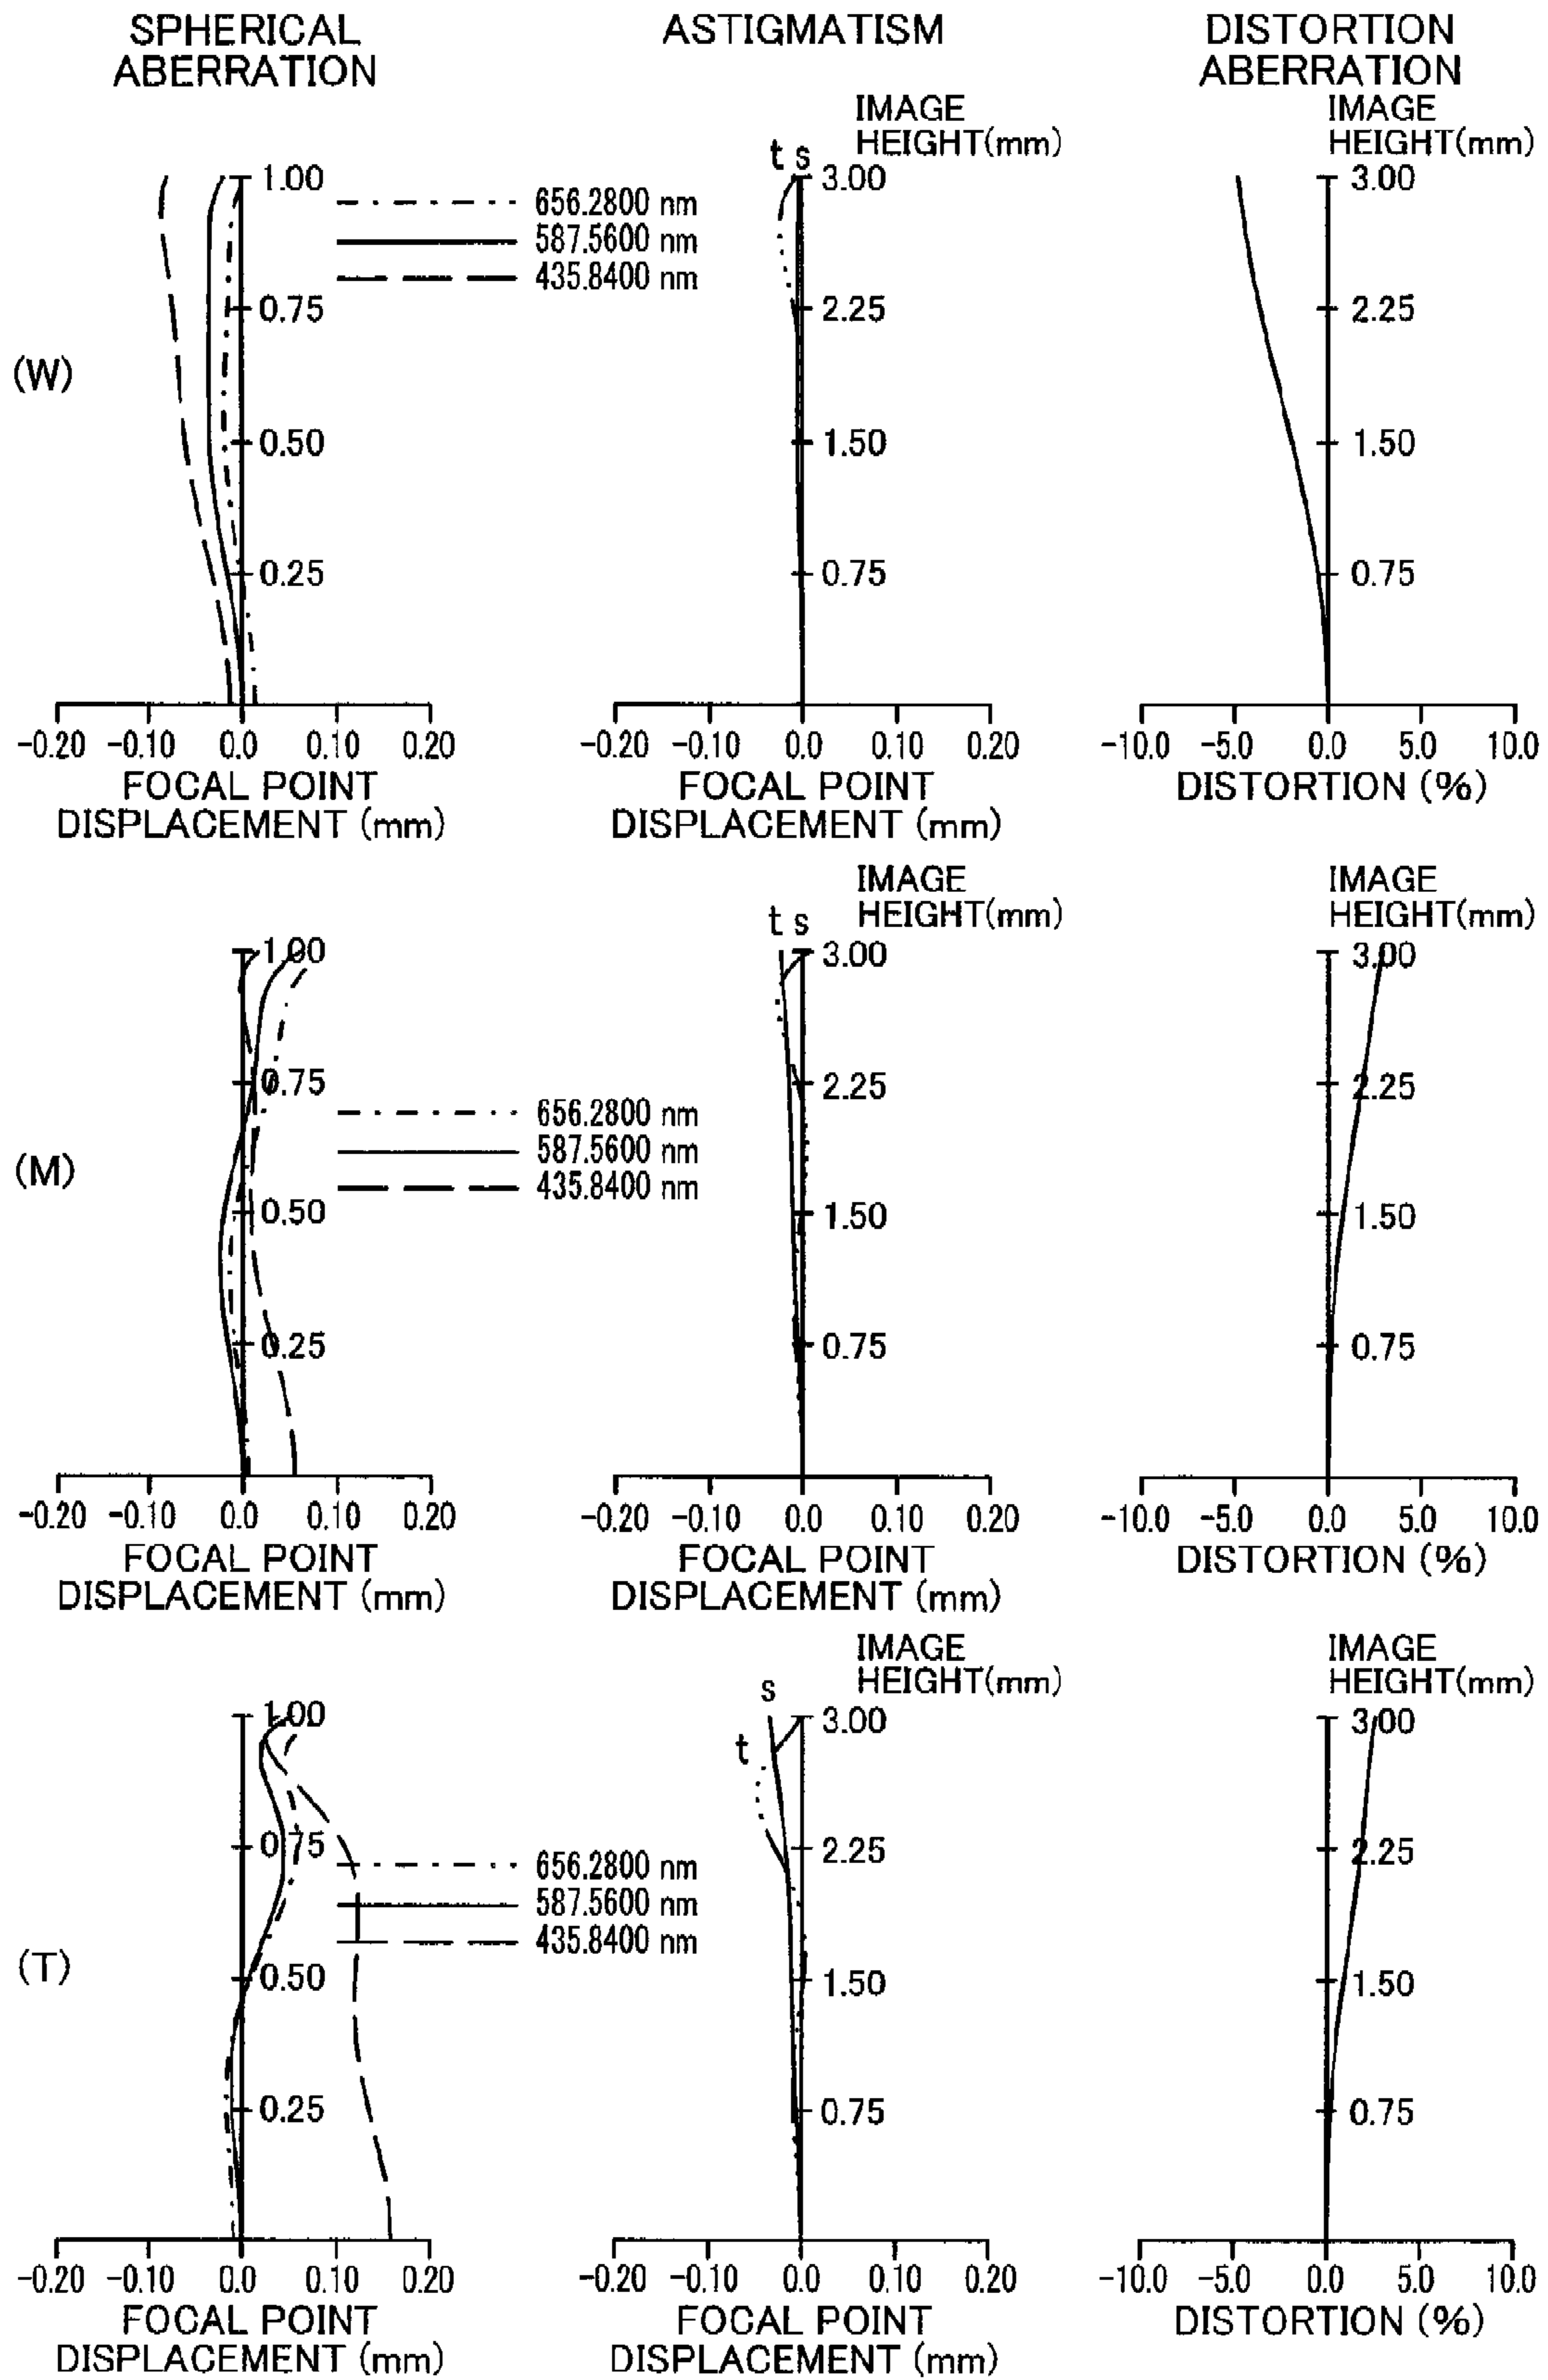 SPHERICAL
ABERRATION
ASTIGMATISM
DISTORTION
ABERRATION
(W)
1.00
0.75
0.50
0.25
656.2800 nm
587.5600 nm
435.8400 nm
-0.20 -0.10 0.0 0.10 0.20
FOCAL POINT
DISPLACEMENT (mm)
IMAGE
HEIGHT(mm)
t s
3.00
2.25
1.50
0.75
-0.20 -0.10 0.0 0.10 0.20
FOCAL POINT
DISPLACEMENT (mm)
IMAGE
HEIGHT(mm)
3.00
2.25
1.50
0.75
-10.0 -5.0 0.0 5.0 10.0
DISTORTION (%)
(M)
1.00
0.75
0.50
0.25
656.2800 nm
587.5600 nm
435.8400 nm
-0.20 -0.10 0.0 0.10 0.20
FOCAL POINT
DISPLACEMENT (mm)
IMAGE
HEIGHT(mm)
t s
3.00
2.25
1.50
0.75
-0.20 -0.10 0.0 0.10 0.20
FOCAL POINT
DISPLACEMENT (mm)
IMAGE
HEIGHT(mm)
3.00
2.25
1.50
0.75
-10.0 -5.0 0.0 5.0 10.0
DISTORTION (%)
(T)
1.00
0.75
0.50
0.25
656.2800 nm
587.5600 nm
435.8400 nm
-0.20 -0.10 0.0 0.10 0.20
FOCAL POINT
DISPLACEMENT (mm)
IMAGE
HEIGHT(mm)
s
t
3.00
2.25
1.50
0.75
-0.20 -0.10 0.0 0.10 0.20
FOCAL POINT
DISPLACEMENT (mm)
IMAGE
HEIGHT(mm)
3.00
2.25
1.50
0.75
-10.0 -5.0 0.0 5.0 10.0
DISTORTION (%)